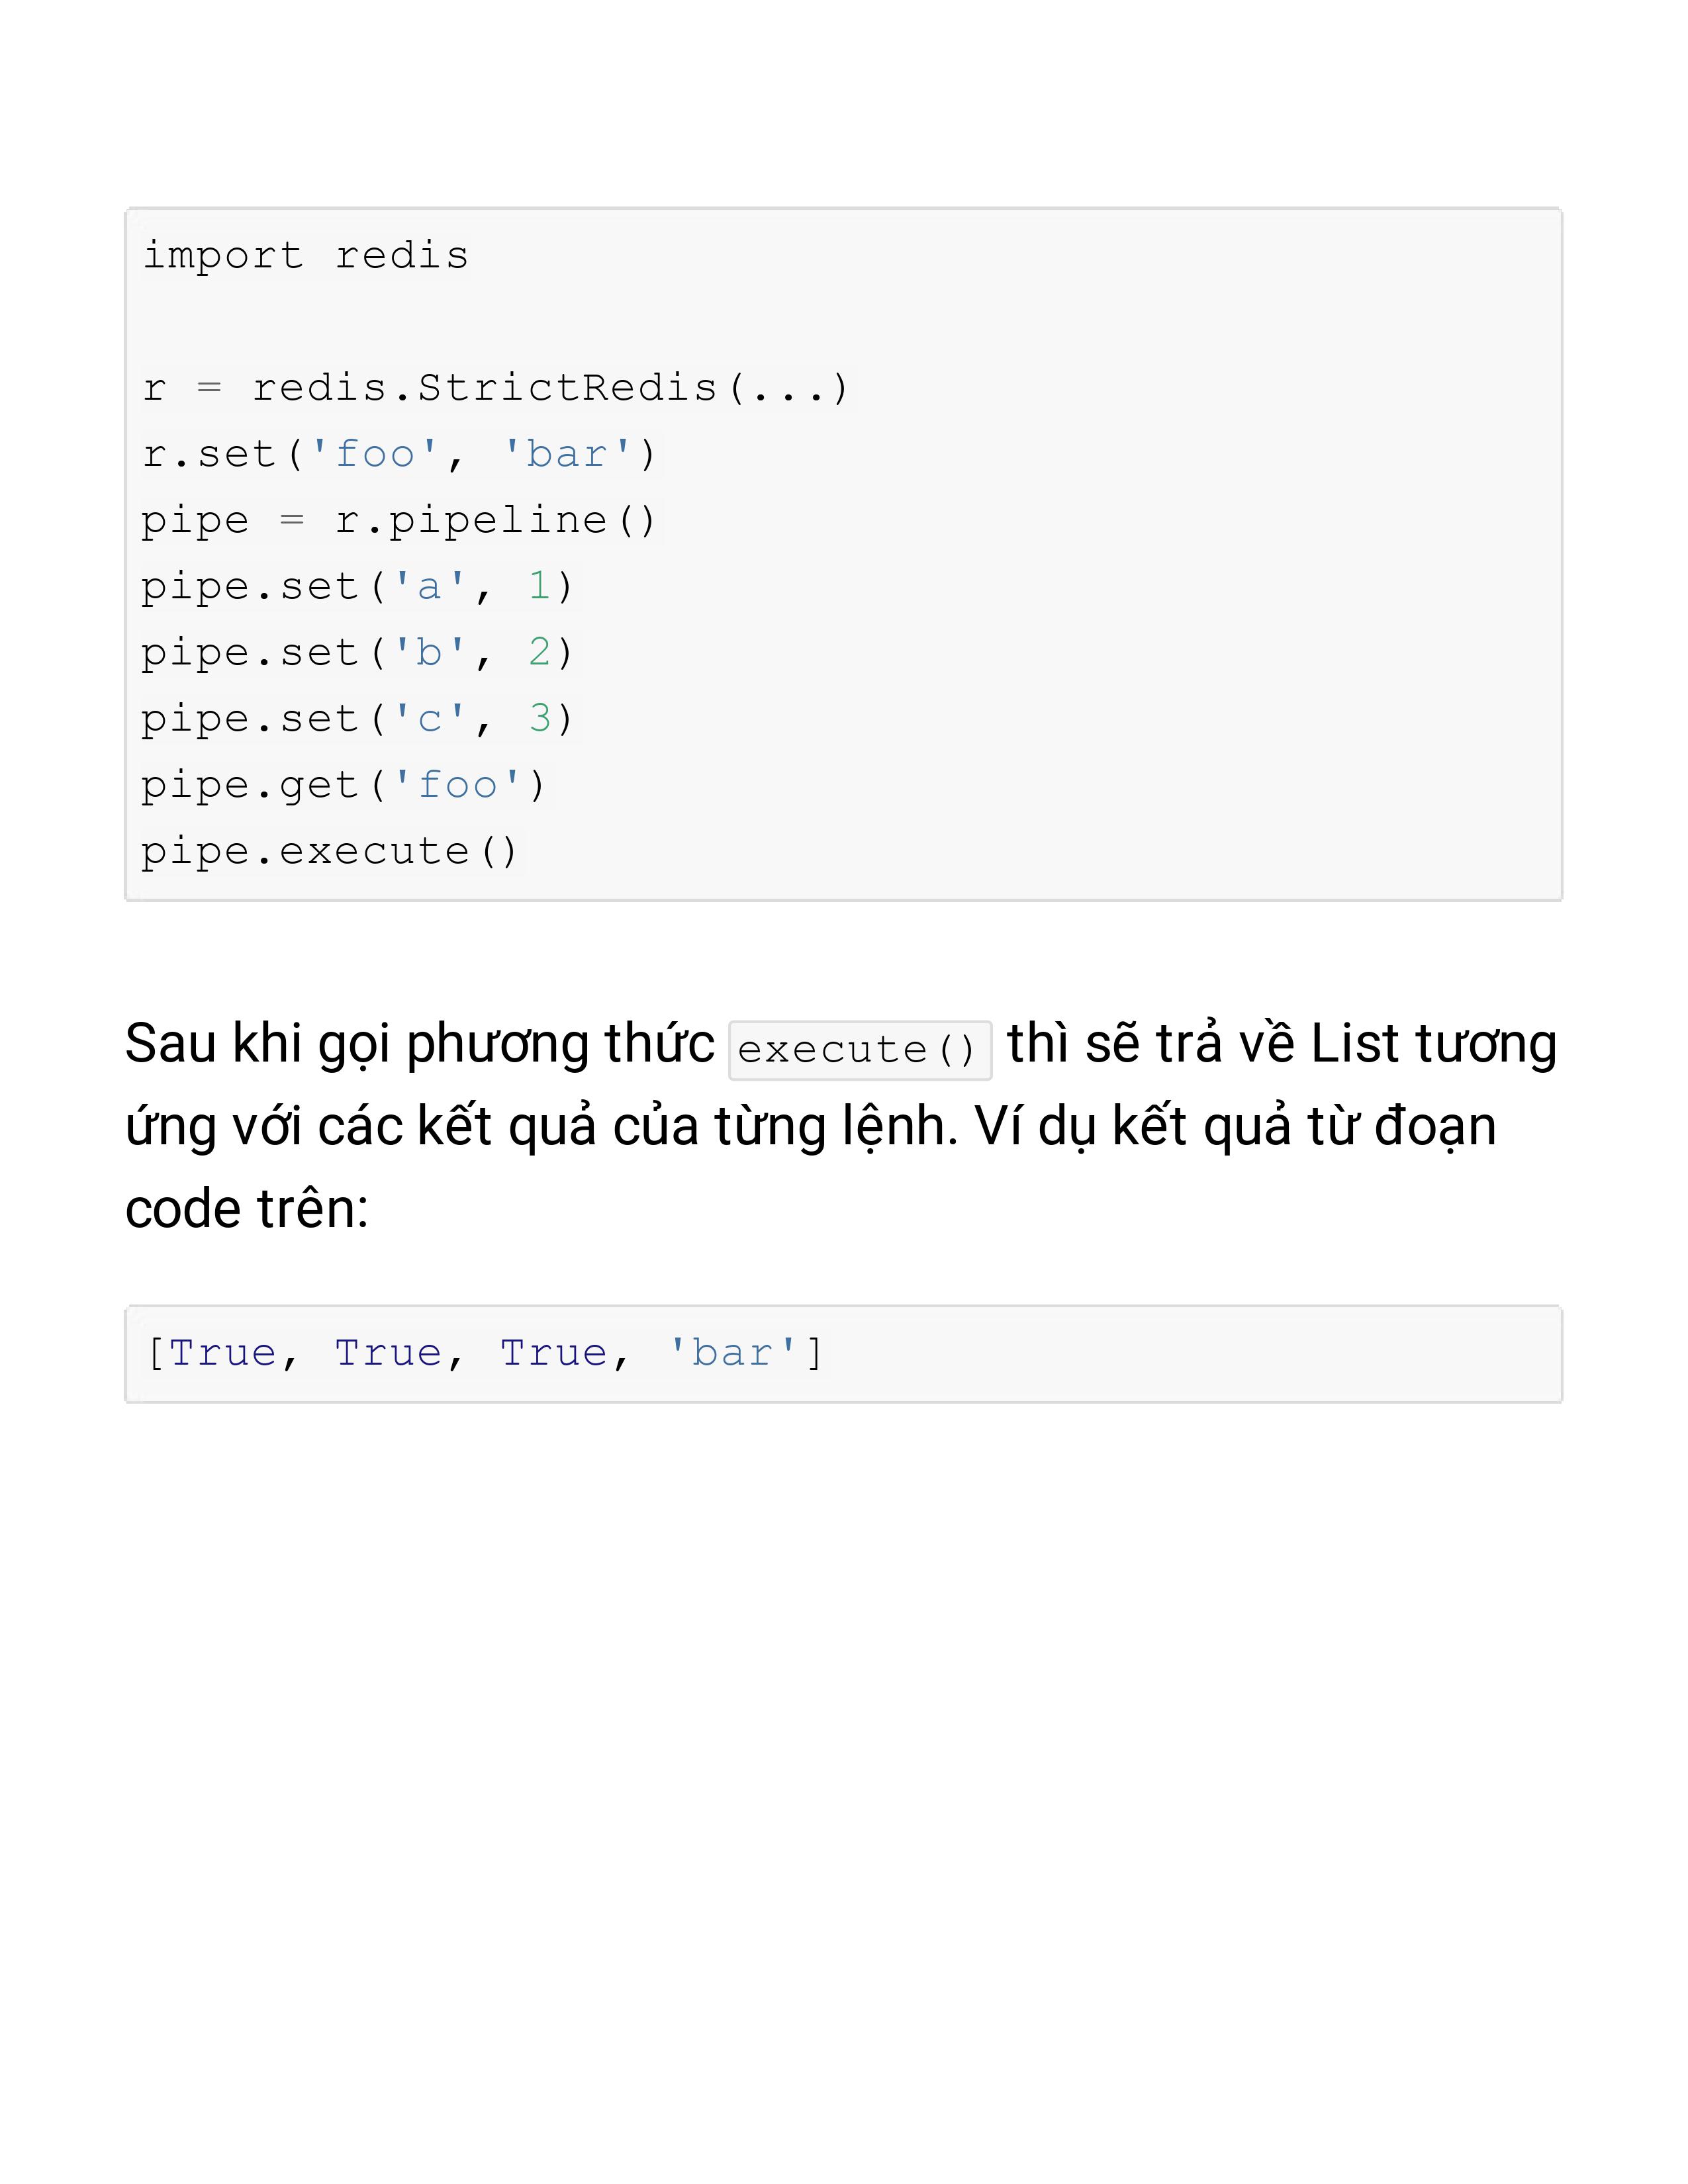 import redis
r = redis.StrictRedis(...)
r.set('foo', 'bar')
pipe = r.pipeline()
pipe.set('a', 1)
pipe.set('b', 2)
pipe.set('c', 3)
pipe.get('foo')
pipe.execute()
Sau khi gọi phương thức execute() thì sẽ trả về List tương
ứng với các kết quả của từng lệnh. Ví dụ kết quả từ đoạn
code trên:
[True, True, True, 'bar']